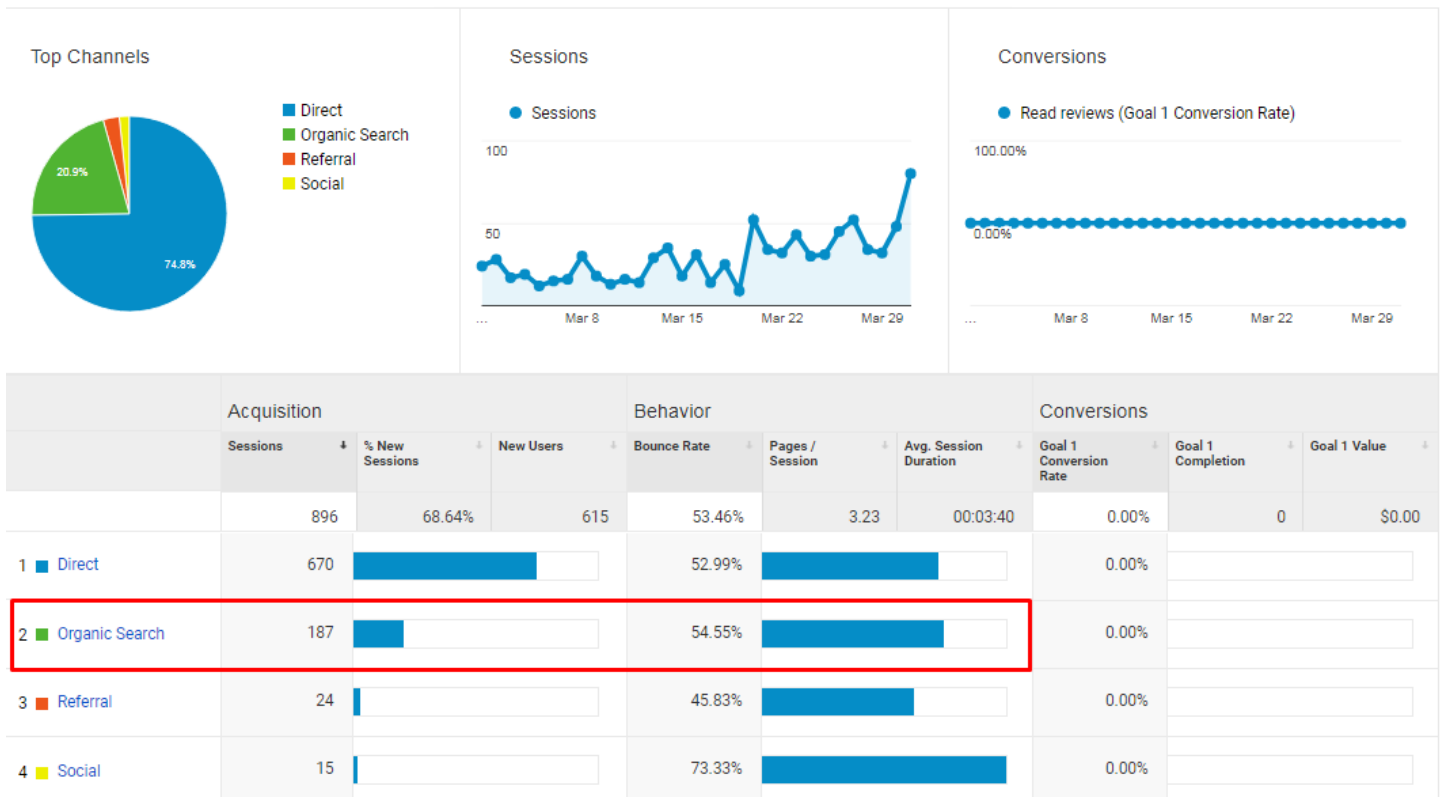 Top Channels
Direct
Organic Search
Referral
Social
20.9%
74.8%
Sessions
Sessions
100
50
...
Mar 8
Mar 15
Mar 22
Mar 29
Conversions
Read reviews (Goal 1 Conversion Rate)
100.00%
0.00%
...
Mar 8
Mar 15
Mar 22
Mar 29
Acquisition Behavior Conversions
Sessions % New Sessions New Users Bounce Rate Pages / Session Avg. Session Duration Goal 1 Conversion Rate Goal 1 Completion Goal 1 Value
896 68.64% 615 53.46% 3.23 00:03:40 0.00% 0 $0.00
1 Direct 670 52.99% 0.00%
2 Organic Search 187 54.55% 0.00%
3 Referral 24 45.83% 0.00%
4 Social 15 73.33% 0.00%